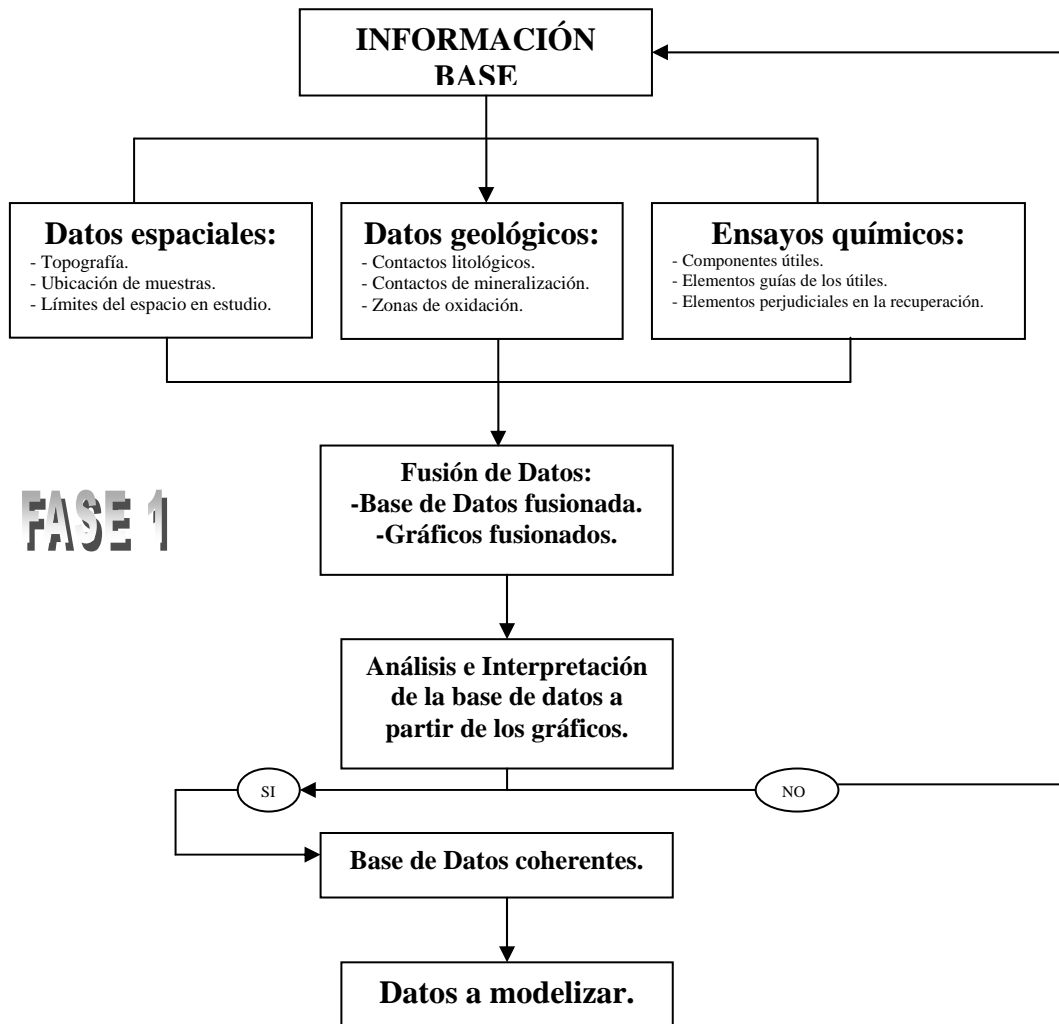 INFORMACIÓN
BASE
Datos espaciales:
- Topografía.
- Ubicación de muestras.
- Límites del espacio en estudio.
Datos geológicos:
- Contactos litológicos.
- Contactos de mineralización.
- Zonas de oxidación.
Ensayos químicos:
- Componentes útiles.
- Elementos guías de los útiles.
- Elementos perjudiciales en la recuperación.
Fusión de Datos:
-Base de Datos fusionada.
-Gráficos fusionados.
FASE 1
Análisis e Interpretación
de la base de datos a
partir de los gráficos.
SI
NO
Base de Datos coherentes.
Datos a modelizar.